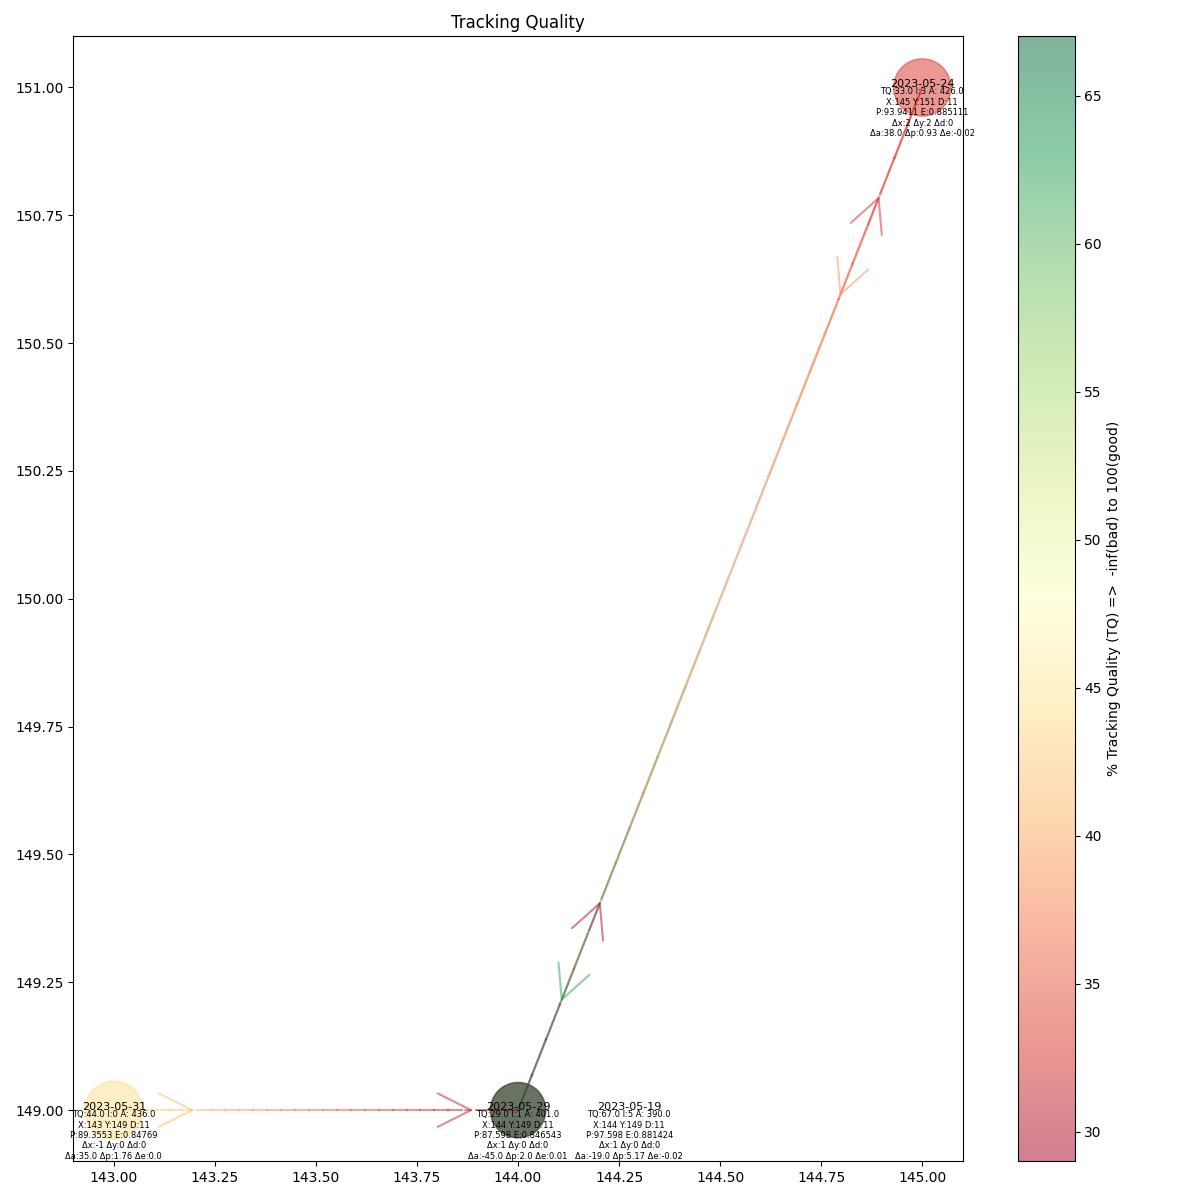 Tracking Quality
151.00
150.75
150.50
150.25
150.00
149.75
149.50
149.25
149.00
2023-05-24
TQ:33.0 I:3 A: 426.0
X:145 Y:151 D:11
P:93.9411 E:0.885111
Δx:2 Δy:2 Δd:0
Δa:38.0 Δp:0.93 Δe:-0.02
2023-05-31
TQ:44.0 I:0 A: 436.0
X:143 Y:149 D:11
P:89.3553 E:0.84769
Δx:-1 Δy:0 Δd:0
Δa:35.0 Δp:1.76 Δe:0.0
2023-05-29
TQ:29.0 I:1 A: 401.0
X:144 Y:149 D:11
P:87.598 E:0.846543
Δx:1 Δy:0 Δd:0
Δa:-45.0 Δp:2.0 Δe:0.01
2023-05-19
TQ:67.0 I:5 A: 390.0
X:144 Y:149 D:11
P:97.598 E:0.881424
Δx:1 Δy:0 Δd:0
Δa:-19.0 Δp:5.17 Δe:-0.02
143.00 143.25 143.50 143.75 144.00 144.25 144.50 144.75 145.00
65
60
55
50
45
40
35
30
% Tracking Quality (TQ) => -inf(bad) to 100(good)